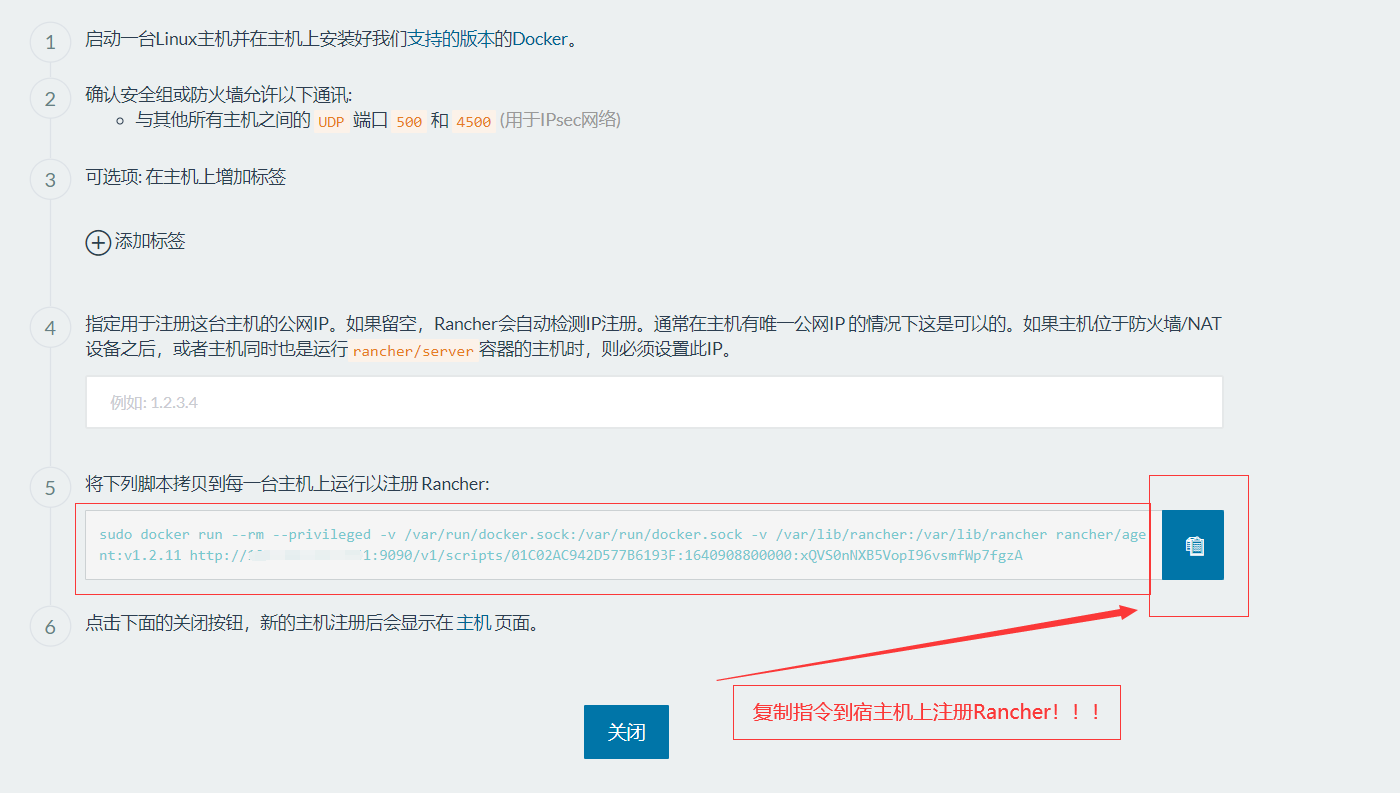 1 启动一台Linux主机并在主机上安装好我们支持的版本的Docker。
2 确认安全组或防火墙允许以下通讯:
与其他所有主机之间的 UDP 端口 500 和 4500 (用于IPsec网络)
3 可选项: 在主机上增加标签
添加标签
4 指定用于注册这台主机的公网IP。如果留空，Rancher会自动检测IP注册。通常在主机有唯一公网IP 的情况下这是可以的。如果主机位于防火墙/NAT
设备之后，或者主机同时也是运行 rancher/server 容器的主机时，则必须设置此IP。
例如: 1.2.3.4
5 将下列脚本拷贝到每一台主机上运行以注册 Rancher:
sudo docker run --rm --privileged -v /var/run/docker.sock:/var/run/docker.sock -v /var/lib/rancher:/var/lib/rancher rancher/age
nt:v1.2.11 http://1:9090/v1/scripts/01C02AC942D577B6193F:1640908800000:xQVS0nNXB5VopI96vsmfWp7fgzA
6 点击下面的关闭按钮，新的主机注册后会显示在 主机 页面。
复制指令到宿主机上注册Rancher！！！
关闭